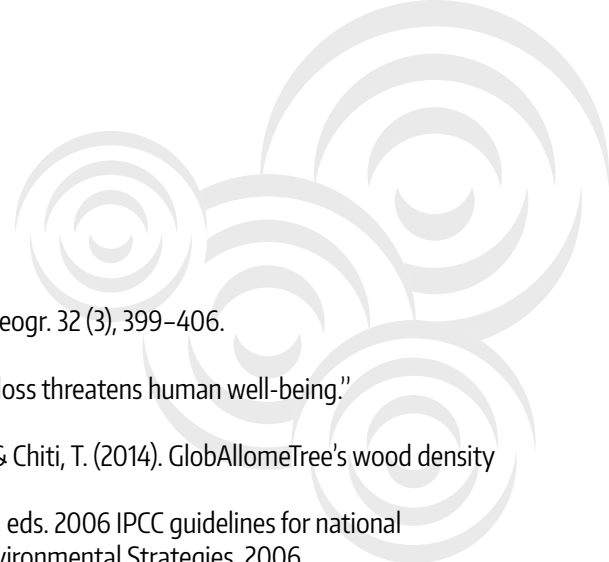 eogr. 32 (3), 399–406.
loss threatens human well-being.”
& Chiti, T. (2014). GlobAllomeTree’s wood density
eds. 2006 IPCC guidelines for national
vironmental Strategies, 2006